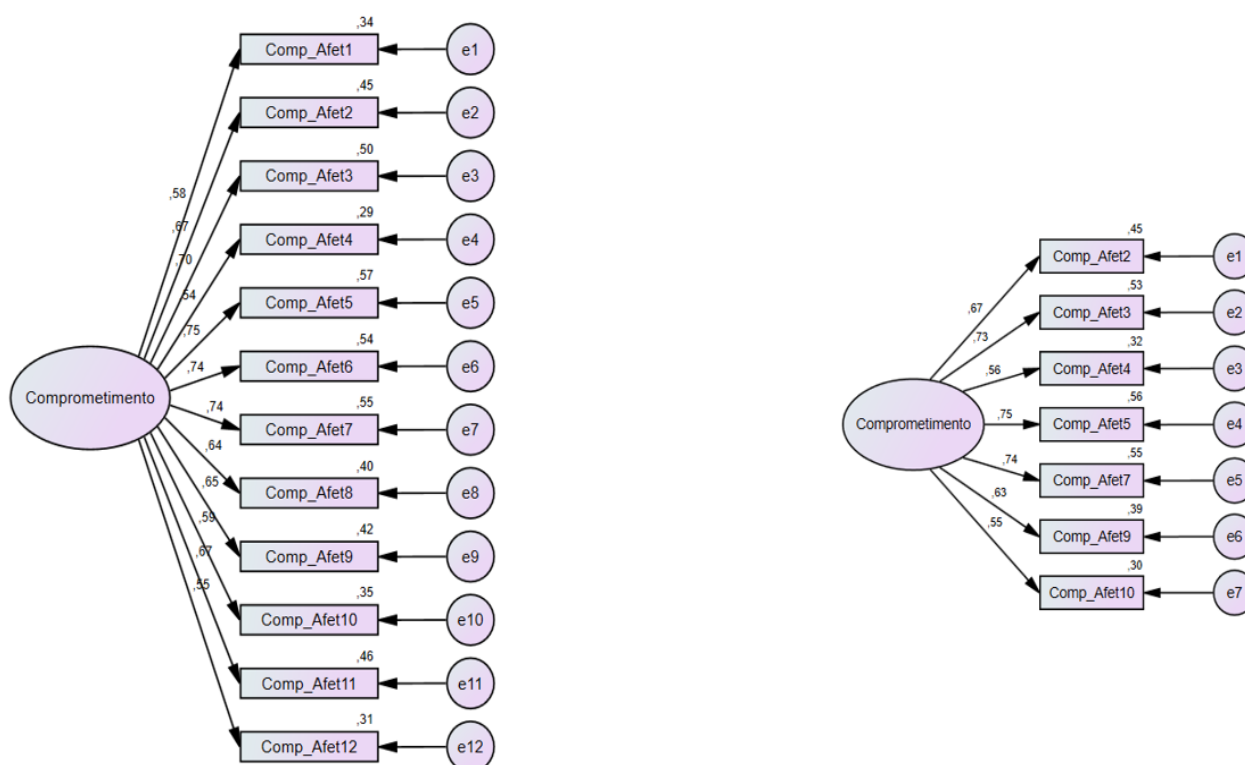 ,34
Comp_Afet1
e1
,45
Comp_Afet2
e2
,50
Comp_Afet3
e3
,58
,29
Comp_Afet4
e4
,67
,70
,57
Comp_Afet5
e5
,54
,75
,54
Comp_Afet6
e6
,74
Comprometimento
,74
,55
Comp_Afet7
e7
,64
,40
Comp_Afet8
e8
,65
,59
,42
Comp_Afet9
e9
,67
,55
,35
Comp_Afet10
e10
,46
Comp_Afet11
e11
,31
Comp_Afet12
e12
,45
Comp_Afet2
e1
,67
,53
Comp_Afet3
e2
,73
,32
Comp_Afet4
e3
,56
,56
Comprometimento
,75
Comp_Afet5
e4
,74
,55
Comp_Afet7
e5
,63
,39
Comp_Afet9
e6
,55
,30
Comp_Afet10
e7